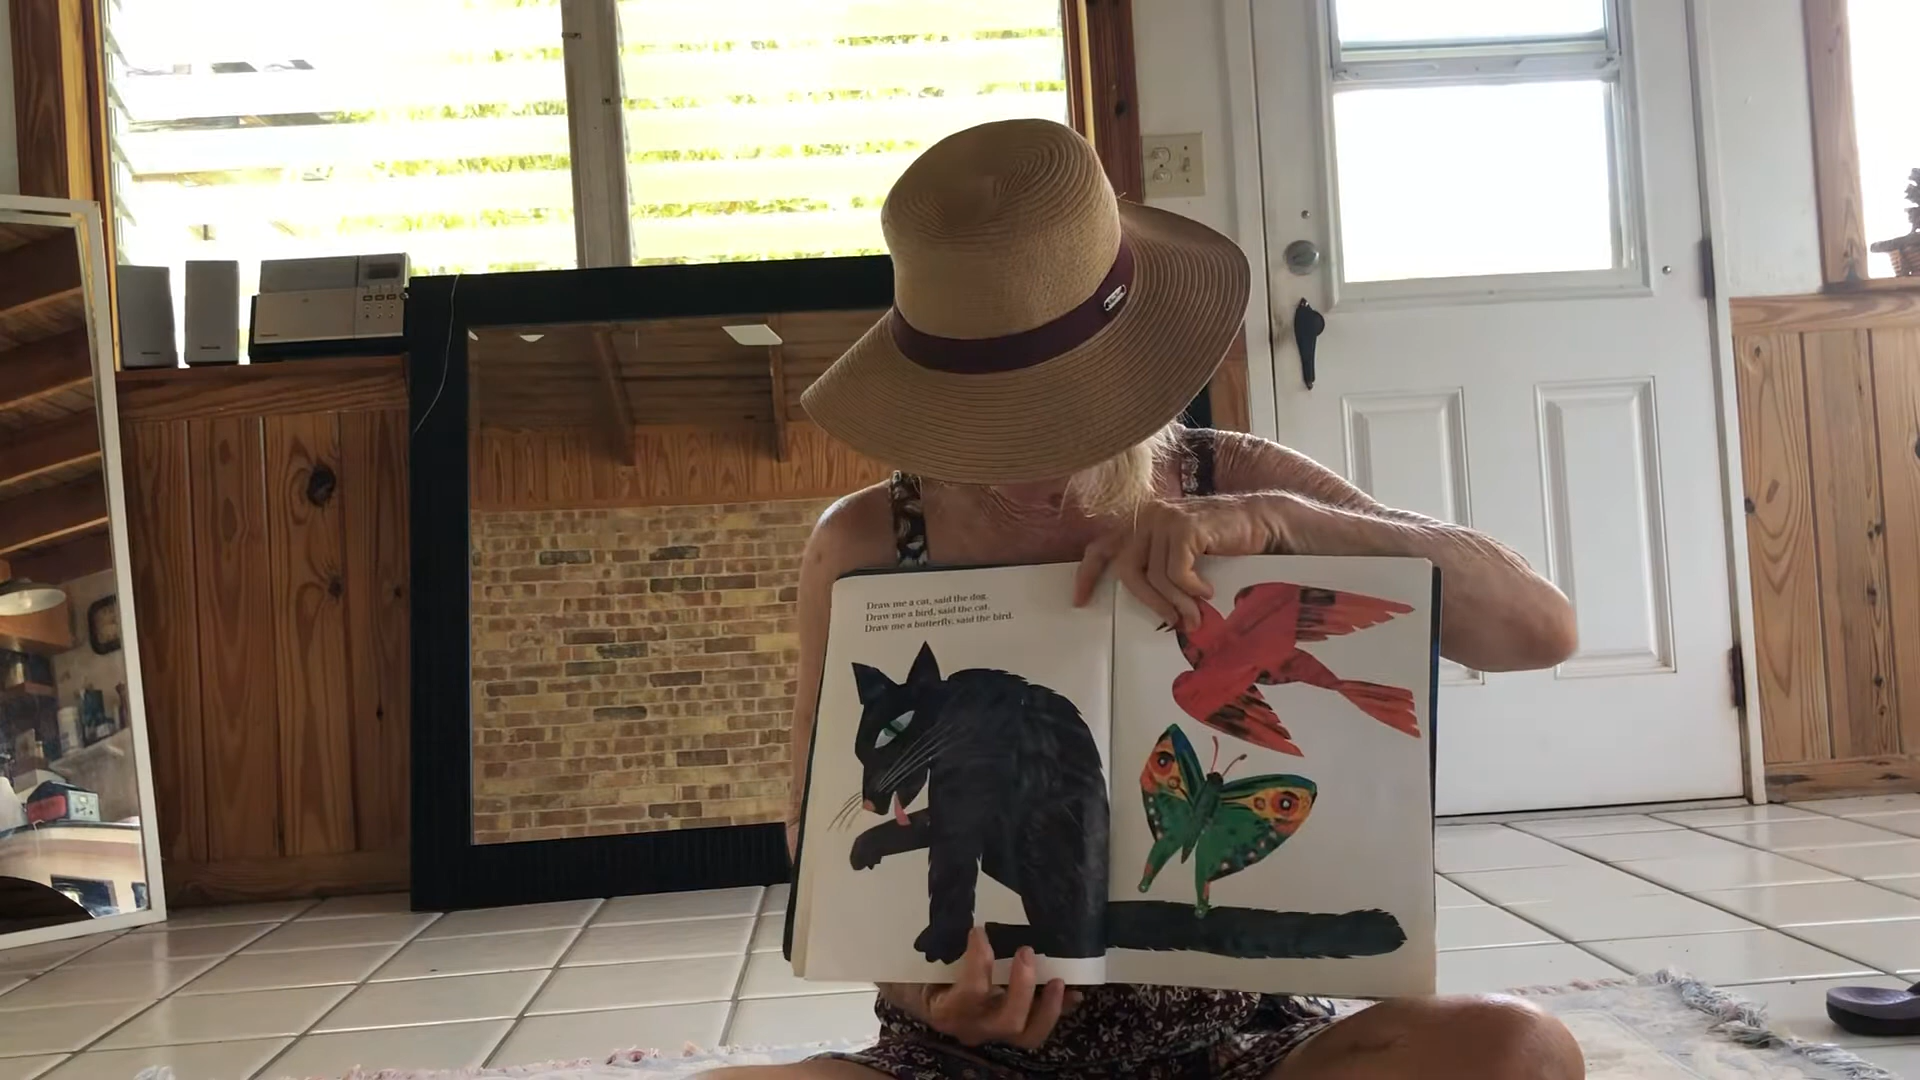 Draw me a cat, said the dog.
Draw me a bird, said the cat.
Draw me a butterfly, said the bird.